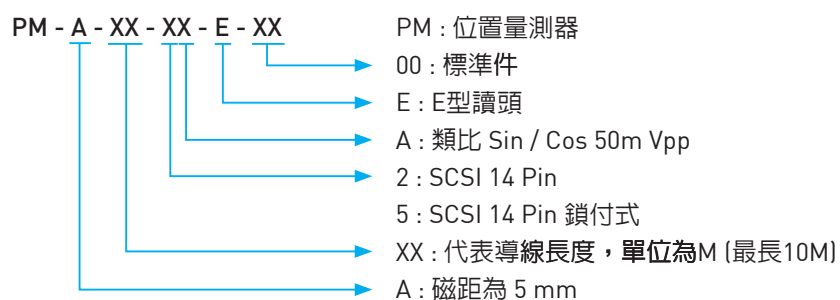 PM - A - XX - XX - E - XX PM : 位置量測器
00 : 標準件
E : E型讀頭
A : 類比 Sin / Cos 50m Vpp
2 : SCSI 14 Pin
5 : SCSI 14 Pin 鎖付式
XX : 代表導線長度，單位為M (最長10M)
A : 磁距為 5 mm